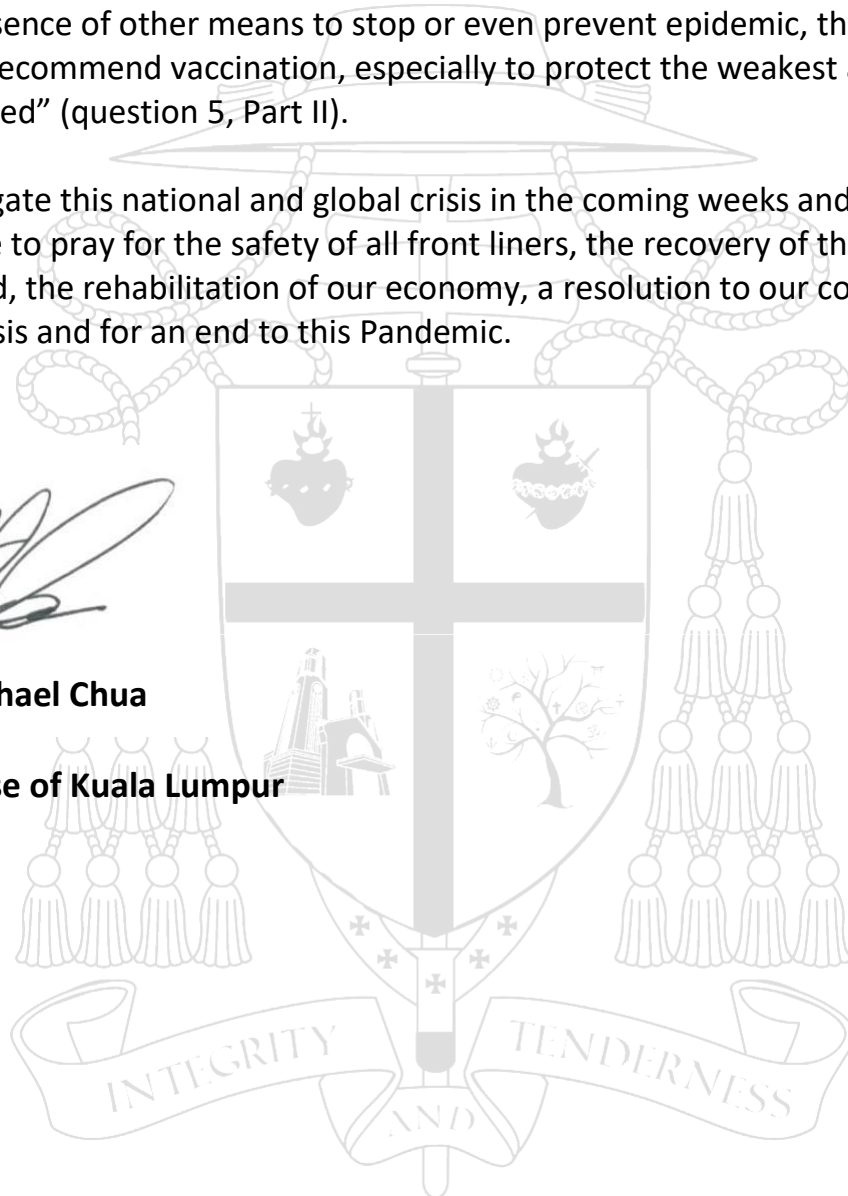 sence of other means to stop or even prevent epidemic, th
ecommend vaccination, especially to protect the weakest
ed” (question 5, Part II).
gate this national and global crisis in the coming weeks and
e to pray for the safety of all front liners, the recovery of th
d, the rehabilitation of our economy, a resolution to our co
sis and for an end to this Pandemic.
hael Chua
se of Kuala Lumpur
INTEGRITY
AND
TENDERNESS